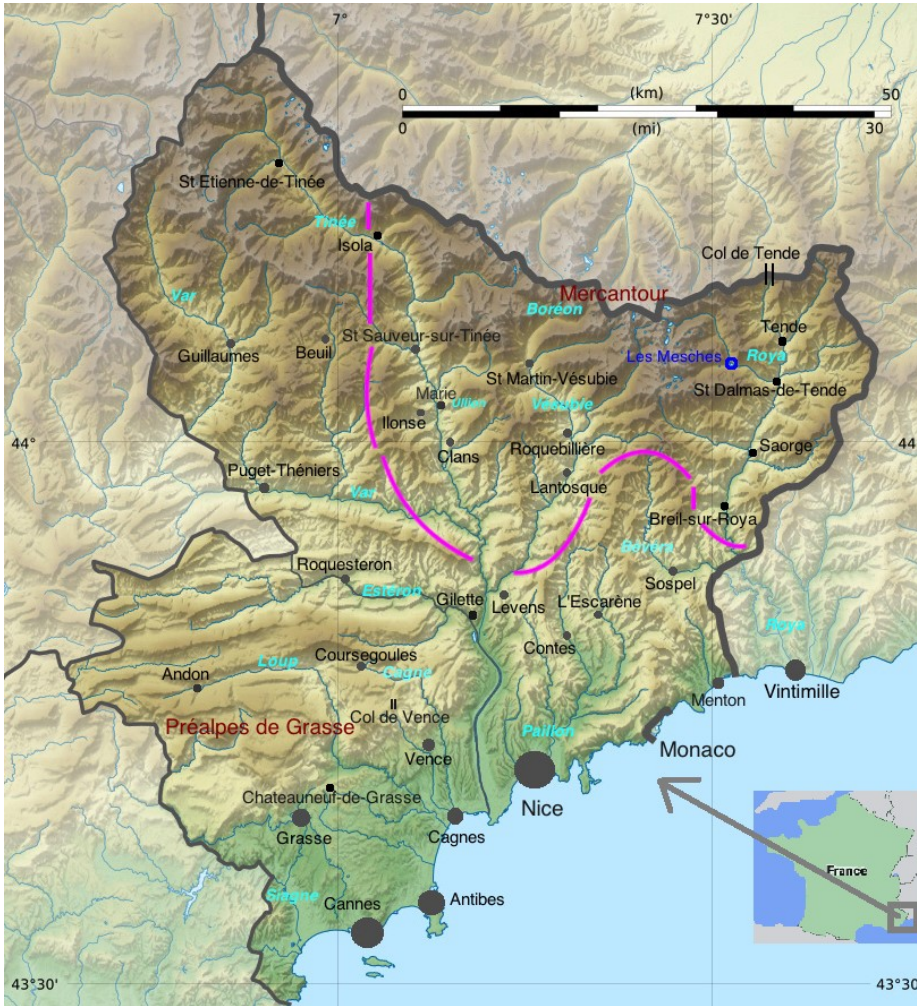 7°
7°30'
0 (km) 50
0 (mi) 30
St Etienne-de-Tinée
Tinée
Isola
Col de Tende
Mercantour
Var
Boréon
Tende
St Sauveur-sur-Tinée
Guillaumes
Beuil
Les Mesches
Roya
St Martin-Vésubie
St Dalmas-de-Tende
Marie
Ullion
Vésubie
Ilonse
44°
44°
Clans
Roquebillière
Saorge
Puget-Théniers
Lantosque
Var
Breil-sur-Roya
Bévéra
Roquesteron
Sospel
Estéron
Gilette
Levens
L'Escarène
Roya
Contes
Coursegoules
Loup
Cagne
Andon
Menton
Vintimille
Col de Vence
Préalpes de Grasse
Paillon
Monaco
Vence
Chateauneuf-de-Grasse
Nice
Grasse
Cagnes
France
Siagne
Cannes
Antibes
43°30'
43°30'